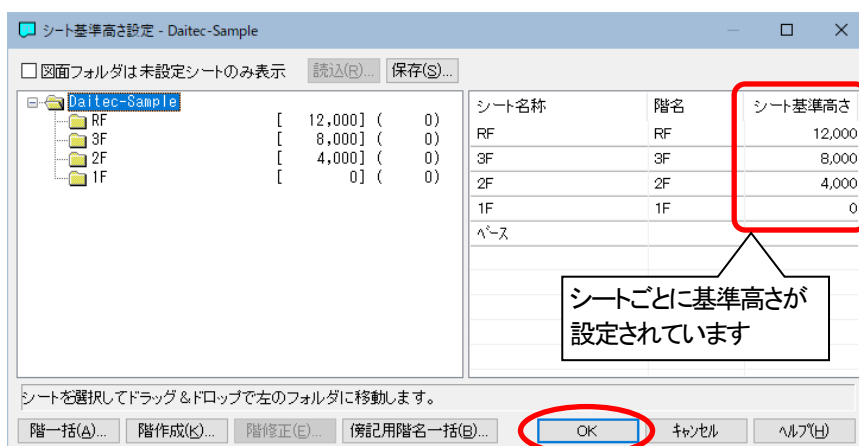 シート基準高さ設定 - Daitec-Sample
図面フォルダは未設定シートのみ表示 読込(R)... 保存(S)...
Daitec-Sample
RF [ 12,000] ( 0)
3F [ 8,000] ( 0)
2F [ 4,000] ( 0)
1F [ 0] ( 0)
シート名称 階名 シート基準高さ
RF RF 12,000
3F 3F 8,000
2F 2F 4,000
1F 1F 0
ﾍﾞｰｽ
シートごとに基準高さが
設定されています
シートを選択してドラッグ＆ドロップで左のフォルダに移動します。
階一括(A)... 階作成(K)... 階修正(E)... 傍記用階名一括(B)... OK ｷｬﾝｾﾙ ﾍﾙﾌﾟ(H)